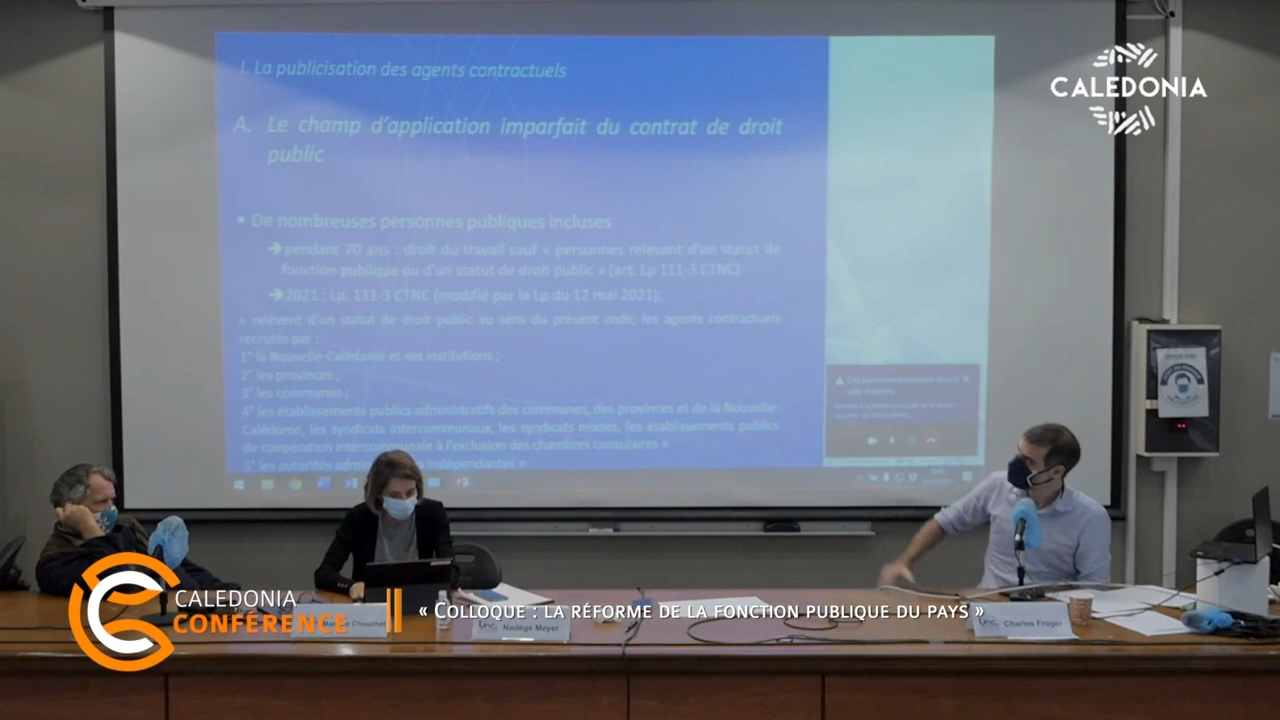 I. La publicisation des agents contractuels
CALEDONIA
A. Le champ d'application imparfait du contrat de droit
public
▪ De nombreuses personnes publiques incluses
➔pendant 70 ans : droit du travail sauf « personnes relevant d'un statut de
fonction publique ou d'un statut de droit public » (art. Lp 111-3 CTNC)
➔2021 : Lp. 111-3 CTNC (modifié par la Lp du 12 mai 2021):
« relèvent d'un statut de droit public au sens du présent code, les agents contractuels
recrutés par :
1° la Nouvelle-Calédonie et ses institutions ;
2° les provinces ;
3° les communes ;
4° les établissements publics administratifs des communes, des provinces et de la Nouvelle-
Calédonie, les syndicats intercommunaux, les syndicats mixtes, les établissements publics
de coopération intercommunale à l'exclusion des chambres consulaires »
5° les autorités indépendantes »
CALEDONIA
CONFÉRENCE
« COLLOQUE : LA RÉFORME DE LA FONCTION PUBLIQUE DU PAYS »
Chauchat
Nadège Meyer
Charles Froger